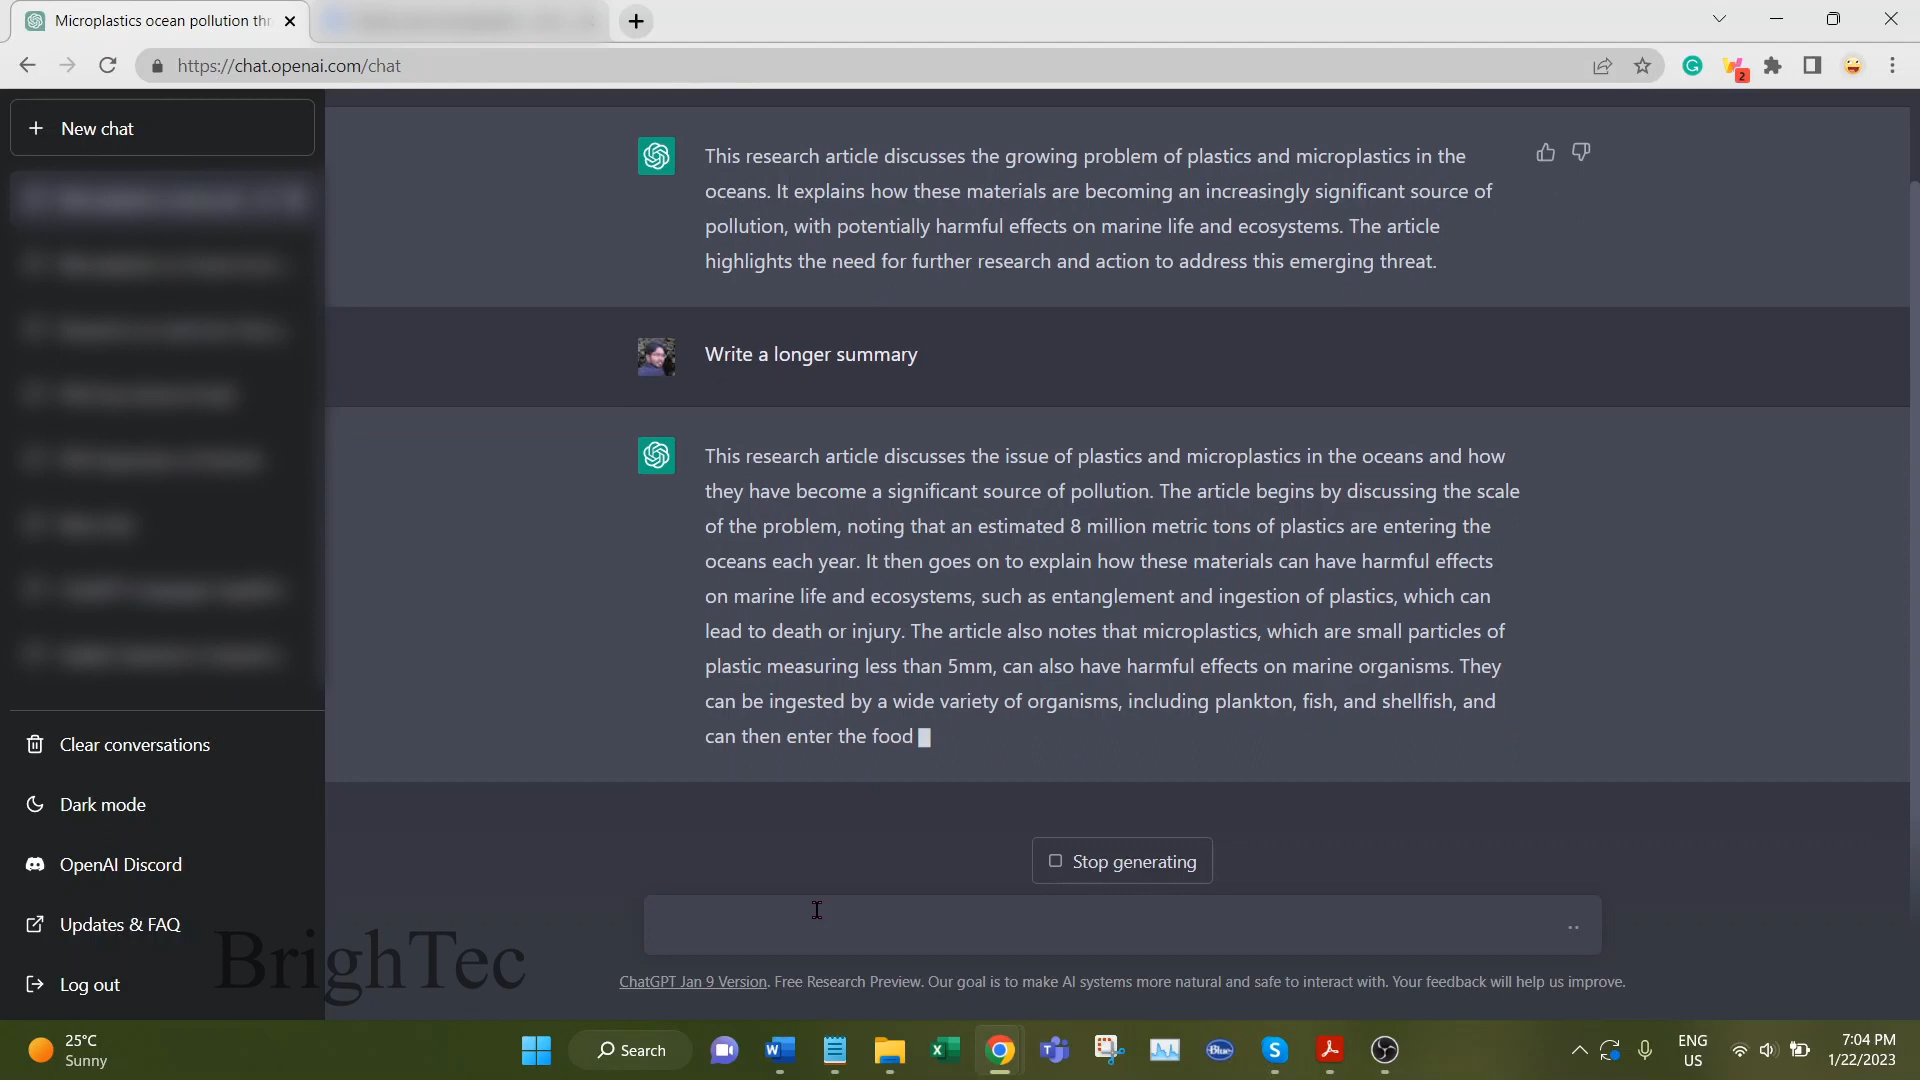 Microplastics ocean pollution thr
https://chat.openai.com/chat
2
New chat
This research article discusses the growing problem of plastics and microplastics in the
oceans. It explains how these materials are becoming an increasingly significant source of
pollution, with potentially harmful effects on marine life and ecosystems. The article
highlights the need for further research and action to address this emerging threat.
Write a longer summary
This research article discusses the issue of plastics and microplastics in the oceans and how
they have become a significant source of pollution. The article begins by discussing the scale
of the problem, noting that an estimated 8 million metric tons of plastics are entering the
oceans each year. It then goes on to explain how these materials can have harmful effects
on marine life and ecosystems, such as entanglement and ingestion of plastics, which can
lead to death or injury. The article also notes that microplastics, which are small particles of
plastic measuring less than 5mm, can also have harmful effects on marine organisms. They
can be ingested by a wide variety of organisms, including plankton, fish, and shellfish, and
can then enter the food
Clear conversations
Dark mode
OpenAI Discord
Updates & FAQ
Log out
BrighTec
Stop generating
ChatGPT Jan 9 Version. Free Research Preview. Our goal is to make AI systems more natural and safe to interact with. Your feedback will help us improve.
25°C
Sunny
Search
Blue
ENG
US
7:04 PM
1/22/2023